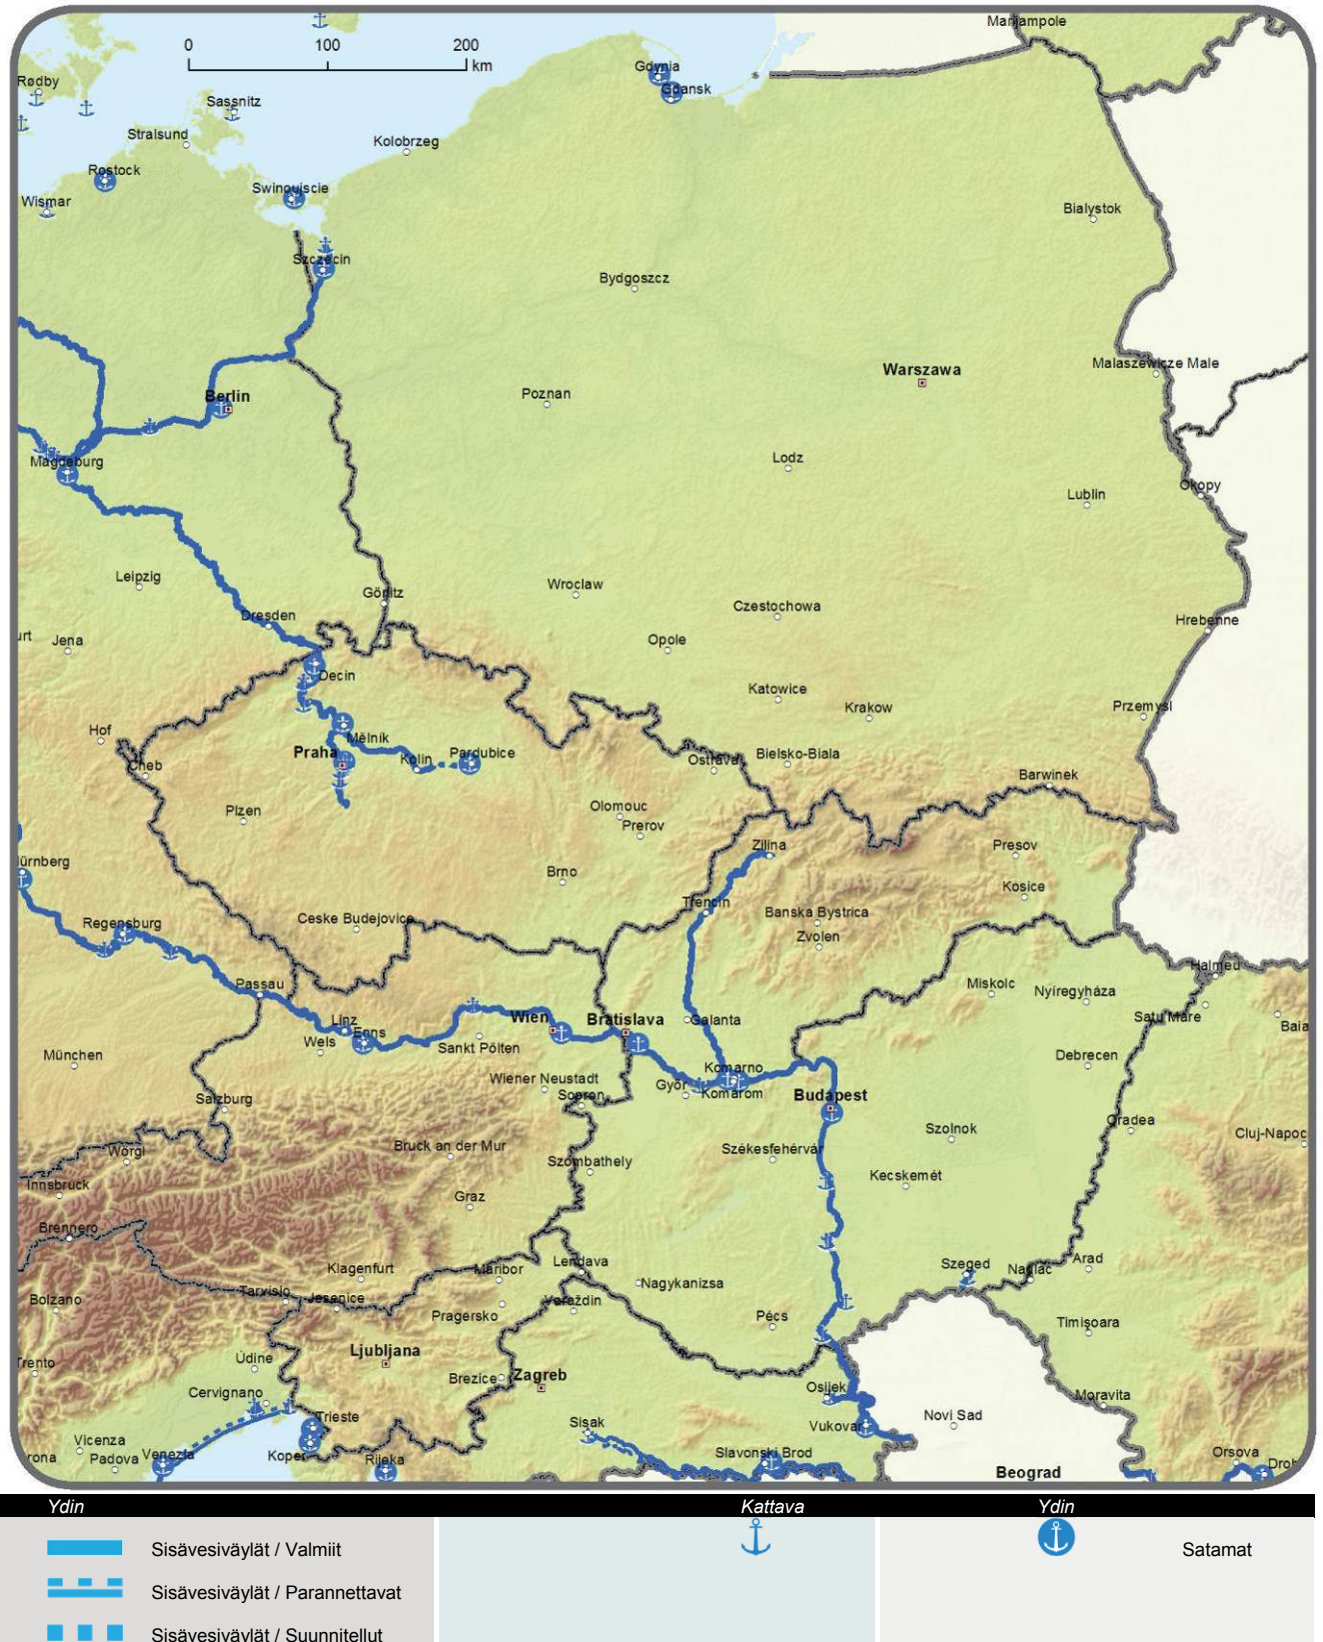 Marijampole
0 100 200
km
Gdynia
Gdansk
Rødby
Sassnitz
Stralsund
Kolobrzeg
Rostock
Swinoujscie
Wismar
Bialystok
Szczecin
Bydgoszcz
Malaszewicze Male
Warszawa
Berlin
Poznan
Lodz
Magdeburg
Okopy
Lublin
Leipzig
Wroclaw
Görlitz
Czestochowa
Dresden
Hrebenne
urt
Jena
Opole
Decin
Katowice
Krakow
Przemysl
Hof
Mělník
Praha
Kolin
Pardubice
Ostrava
Bielsko-Biala
Cheb
Barwinek
Plzen
Olomouc
Prerov
Zilina
Presov
ürnberg
Brno
Kosice
Trencin
Regensburg
Ceske Budejovice
Banska Bystrica
Zvolen
Halmeu
Passau
Miskolc
Nyíregyháza
Linz
Enns
Wien
Bratislava
Galanta
Satu Mare
Baia
Wels
Sankt Pölten
München
Debrecen
Komarno
Wiener Neustadt
Györ
Komárom
Sopron
Budapest
Salzburg
Oradea
Szolnok
Cluj-Napoc
Bruck an der Mur
Székesfehérvár
Wörgl
Szombathely
Kecskemét
Innsbruck
Graz
Brennero
Lendava
Szeged
Nadlac
Arad
Klagenfurt
Maribor
Nagykanizsa
Tarvisio
Jesenice
Bolzano
Varaždin
Pragersko
Pécs
Timişoara
Ljubljana
Trento
Udine
Brezice
Zagreb
Osijek
Cervignano
Moravita
Trieste
Sisak
Vukovar
Novi Sad
Vicenza
rona
Padova
Venezia
Koper
Rijeka
Slavonski Brod
Orsova
Drob
Beograd
Ydin Kattava Ydin
Sisävesiväylät / Valmiit
Satamat
Sisävesiväylät / Parannettavat
Sisävesiväylät / Suunnitellut